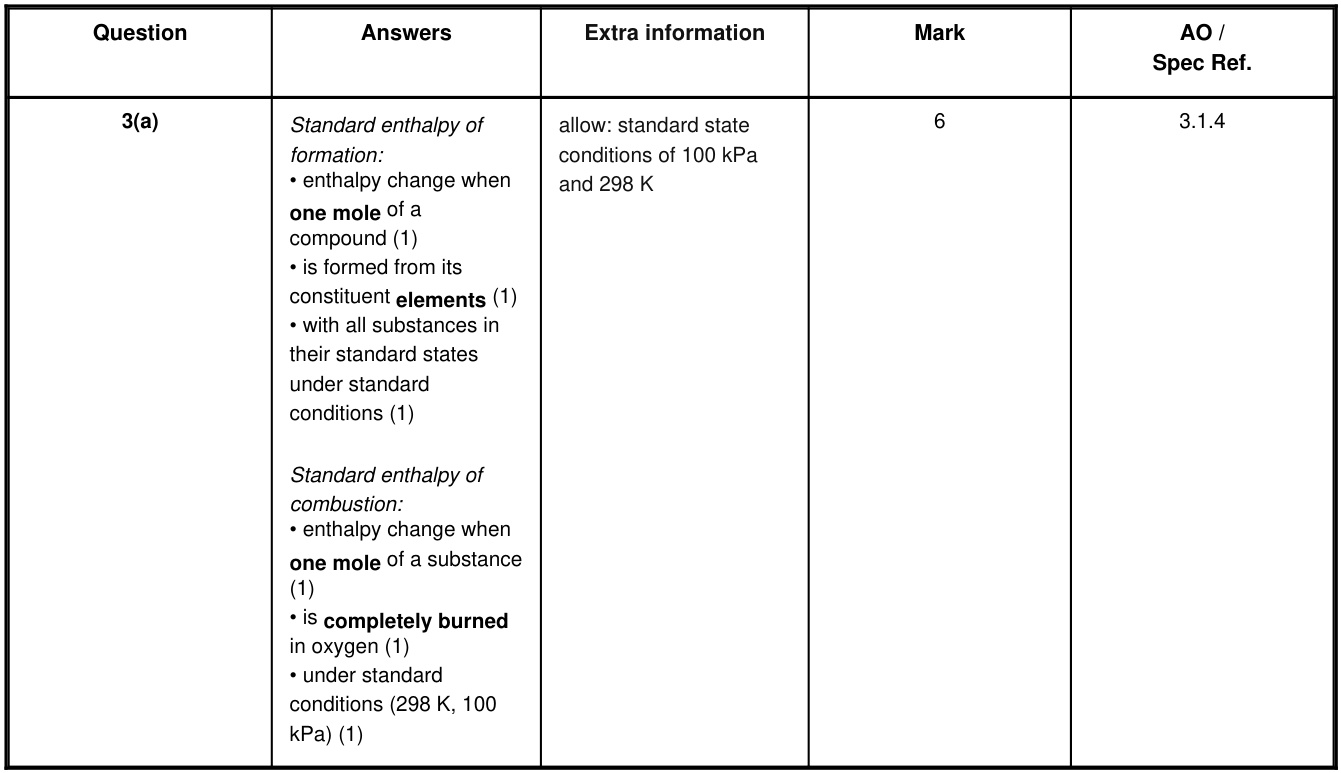 Question
Answers
Extra information
Mark
AO /
Spec Ref.
3(a)
Standard enthalpy of
formation:
• enthalpy change when
one mole of a
compound (1)
• is formed from its
constituent elements (1)
• with all substances in
their standard states
under standard
conditions (1)
Standard enthalpy of
combustion:
• enthalpy change when
one mole of a substance
(1)
• is completely burned
in oxygen (1)
• under standard
conditions (298 K, 100
kPa) (1)
allow: standard state
conditions of 100 kPa
and 298 K
6
3.1.4